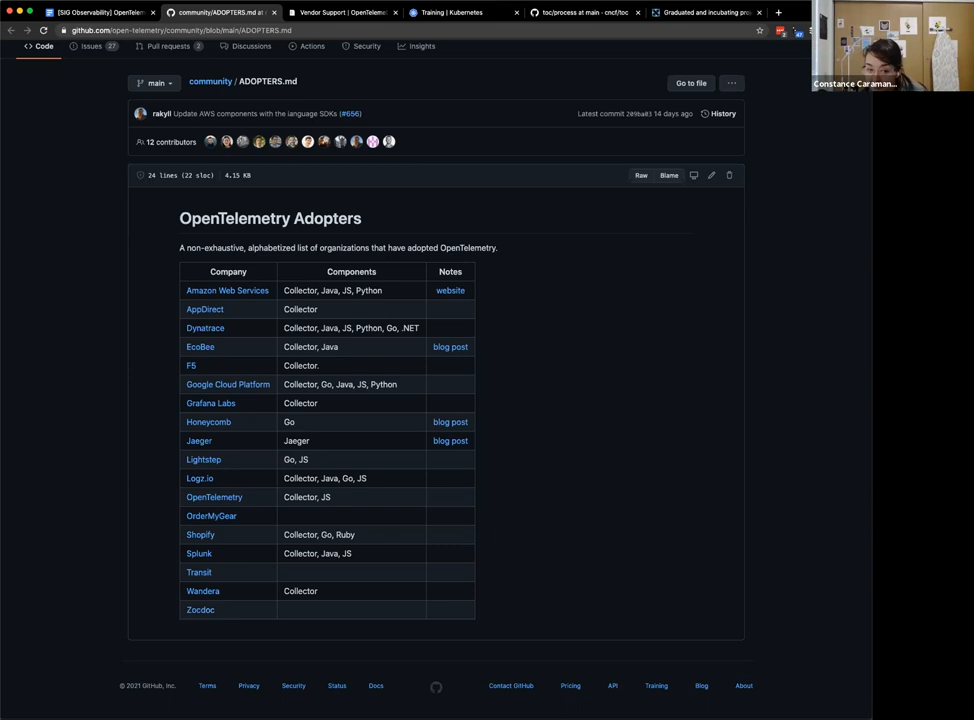 [SIG Observability] OpenTelem
community/ADOPTERS.md at
Vendor Support | OpenTeleme
Training | Kubernetes
toc/process at main · cncf/toc
Graduated and incubating pro
github.com/open-telemetry/community/blob/main/ADOPTERS.md
Code
Issues 27
Pull requests 2
Discussions
Actions
Security
Insights
Constance Caraman...
main
community / ADOPTERS.md
Go to file
...
rakyll Update AWS components with the language SDKs (#656)
Latest commit 209ba03 14 days ago
History
12 contributors
24 lines (22 sloc) 4.15 KB
Raw
Blame
OpenTelemetry Adopters
A non-exhaustive, alphabetized list of organizations that have adopted OpenTelemetry.
Company Components Notes
Amazon Web Services Collector, Java, JS, Python website
AppDirect Collector
Dynatrace Collector, Java, JS, Python, Go, .NET
EcoBee Collector, Java blog post
F5 Collector.
Google Cloud Platform Collector, Go, Java, JS, Python
Grafana Labs Collector
Honeycomb Go blog post
Jaeger Jaeger blog post
Lightstep Go, JS
Logz.io Collector, Java, Go, JS
OpenTelemetry Collector, JS
OrderMyGear
Shopify Collector, Go, Ruby
Splunk Collector, Java, JS
Transit
Wandera Collector
Zocdoc
© 2021 GitHub, Inc.
Terms
Privacy
Security
Status
Docs
Contact GitHub
Pricing
API
Training
Blog
About